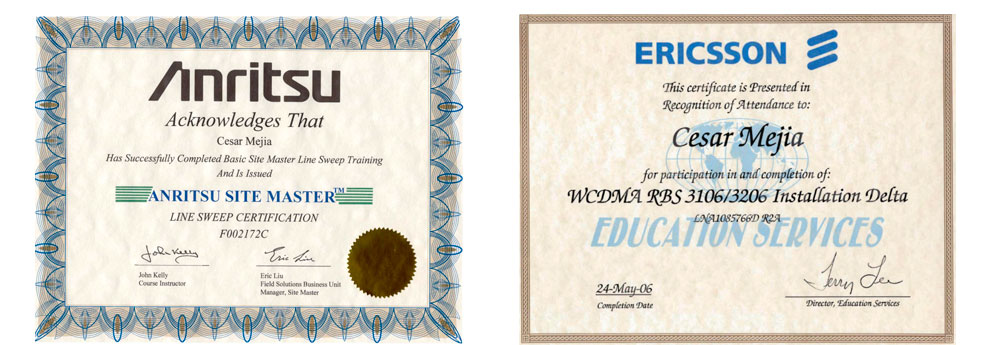 Anritsu
Acknowledges That
Cesar Mejia
Has Successfully Completed Basic Site Master Line Sweep Training
And Is Issued
ANRITSU SITE MASTER™
LINE SWEEP CERTIFICATION
F002172C
John Kelly
Eric Liu
John Kelly
Course Instructor
Eric Liu
Field Solutions Business Unit
Manager, Site Master
ERICSSON
This certificate is Presented in
Recognition of Attendance to:
Cesar Mejia
for participation in and completion of:
WCDMA RBS 3106/3206 Installation Delta
LNA1085766D R2A
EDUCATION SERVICES
24-May-06
Completion Date
Jerry Lee
Director, Education Services